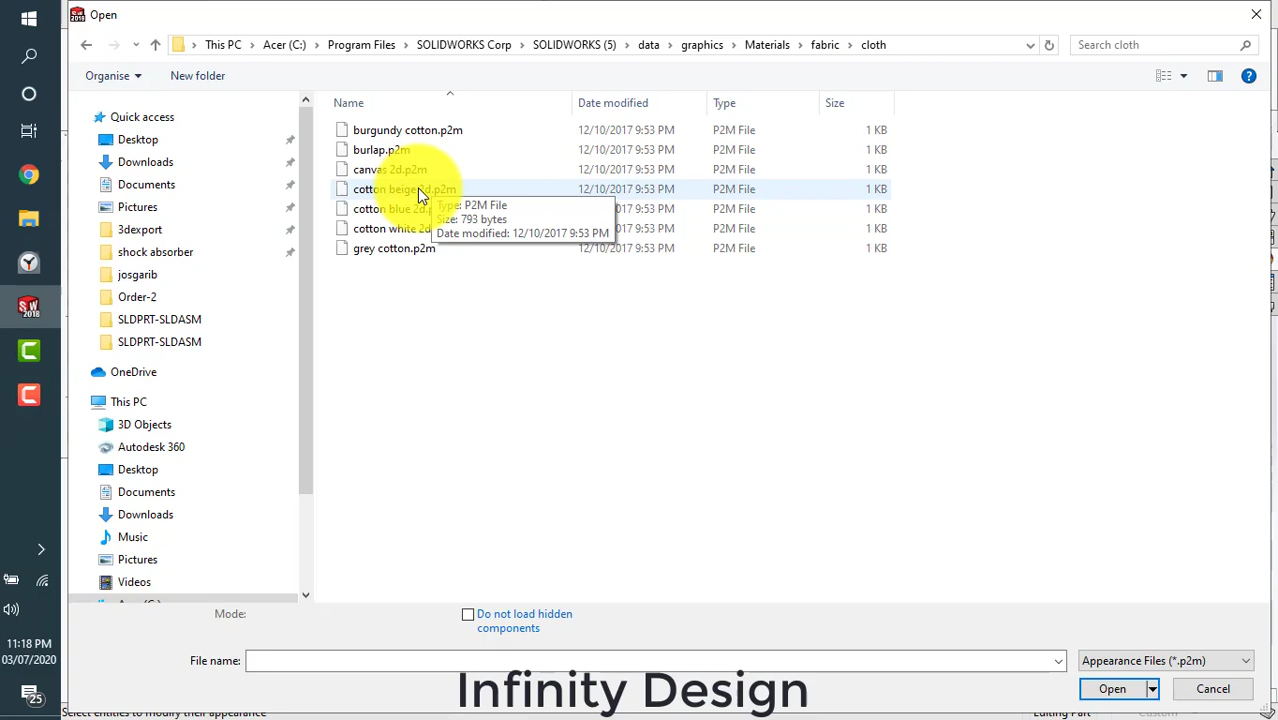 Open
This PC > Acer (C:) > Program Files > SOLIDWORKS Corp > SOLIDWORKS (5) > data > graphics > Materials > fabric > cloth
Search cloth
Organise
New folder
Name
Date modified
Type
Size
burgundy cotton.p2m 12/10/2017 9:53 PM P2M File 1 KB
burlap.p2m 12/10/2017 9:53 PM P2M File 1 KB
canvas 2d.p2m 12/10/2017 9:53 PM P2M File 1 KB
cotton beige 2d.p2m 12/10/2017 9:53 PM P2M File 1 KB
cotton blue 2d.p 017 9:53 PM P2M File 1 KB
cotton white 2d 017 9:53 PM P2M File 1 KB
grey cotton.p2m 12/10/2017 9:53 PM P2M File 1 KB
Type: P2M File
Size: 793 bytes
Date modified: 12/10/2017 9:53 PM
Quick access
Desktop
Downloads
Documents
Pictures
3dexport
shock absorber
josgarib
Order-2
SLDPRT-SLDASM
SLDPRT-SLDASM
OneDrive
This PC
3D Objects
Autodesk 360
Desktop
Documents
Downloads
Music
Pictures
Videos
Mode:
Do not load hidden
components
File name:
Appearance Files (*.p2m)
Open
Cancel
Infinity Design
Select entities to modify their appearance
Editing Part
Custom
SW
2018
11:18 PM
03/07/2020
25